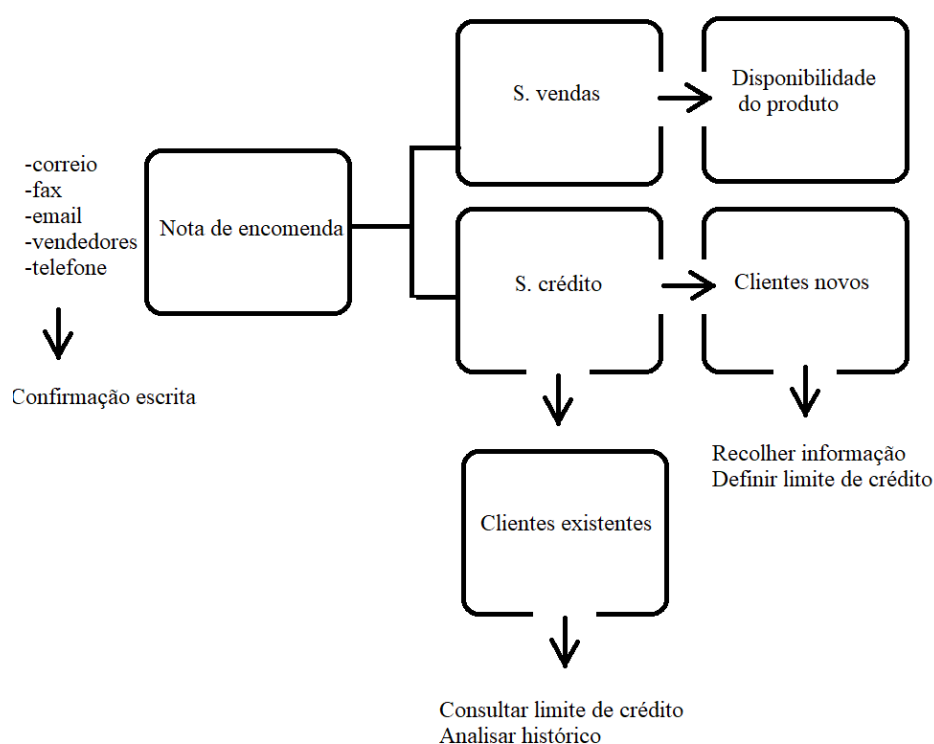 S. vendas
Disponibilidade
do produto
-correio
-fax
-email
-vendedores
-telefone
Nota de encomenda
S. crédito
Clientes novos
Confirmação escrita
Recolher informação
Definir limite de crédito
Clientes existentes
Consultar limite de crédito
Analisar histórico